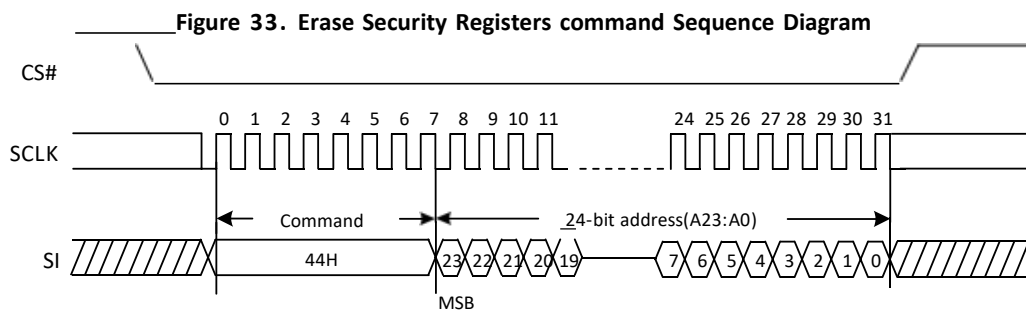 Figure 33. Erase Security Registers command Sequence Diagram
CS#
0 1 2 3 4 5 6 7 8 9 10 11 24 25 26 27 28 29 30 31
SCLK
Command 24-bit address(A23:A0)
SI 44H 23 22 21 20 19 7 6 5 4 3 2 1 0
MSB